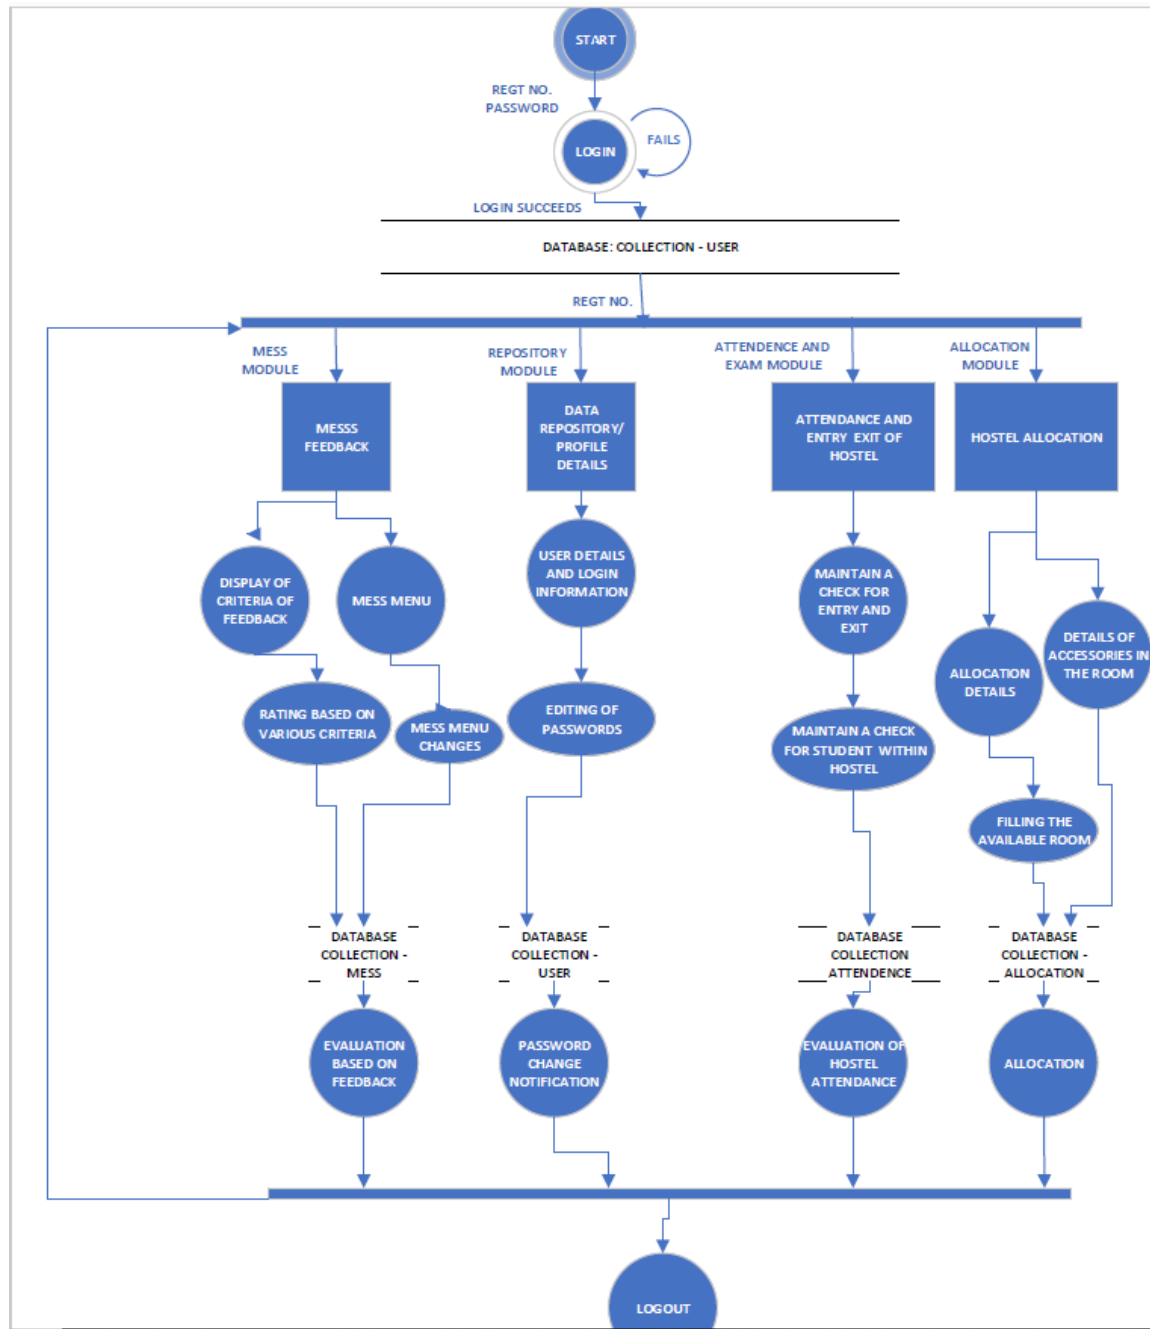 START
REGT NO.
PASSWORD
LOGIN
FAILS
LOGIN SUCCEEDS
DATABASE: COLLECTION - USER
REGT NO.
MESS
MODULE
REPOSITORY
MODULE
ATTENDENCE AND
EXAM MODULE
ALLOCATION
MODULE
MESSS
FEEDBACK
DATA
REPOSITORY/
PROFILE
DETAILS
ATTENDANCE AND
ENTRY EXIT OF
HOSTEL
HOSTEL ALLOCATION
DISPLAY OF
CRITERIA OF
FEEDBACK
MESS MENU
USER DETAILS
AND LOGIN
INFORMATION
MAINTAIN A
CHECK FOR
ENTRY AND
EXIT
ALLOCATION
DETAILS
DETAILS OF
ACCESSORIES IN
THE ROOM
RATING BASED ON
VARIOUS CRITERIA
MESS MENU
CHANGES
EDITING OF
PASSWORDS
MAINTAIN A CHECK
FOR STUDENT WITHIN
HOSTEL
FILLING THE
AVAILABLE ROOM
DATABASE
COLLECTION -
MESS
DATABASE
COLLECTION -
USER
DATABASE
COLLECTION
ATTENDENCE
DATABASE
COLLECTION -
ALLOCATION
EVALUATION
BASED ON
FEEDBACK
PASSWORD
CHANGE
NOTIFICATION
EVALUATION OF
HOSTEL
ATTENDANCE
ALLOCATION
LOGOUT